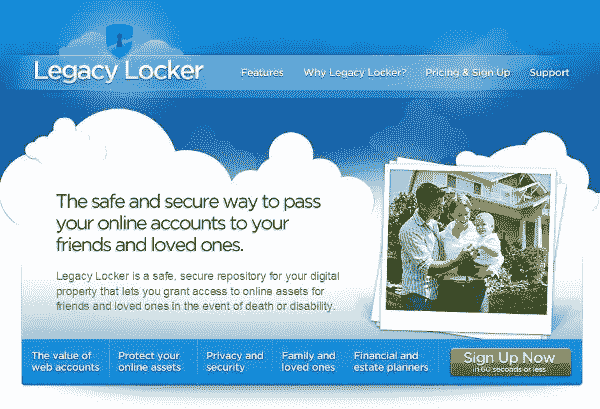 Legacy Locker
Features Why Legacy Locker? Pricing & Sign Up Support
The safe and secure way to pass
your online accounts to your
friends and loved ones.
Legacy Locker is a safe, secure repository for your digital
property that lets you grant access to online assets for
friends and loved ones in the event of death or disability.
The value of
web accounts
Protect your
online assets
Privacy and
security
Family and
loved ones
Financial and
estate planners
Sign Up Now
in 60 seconds or less